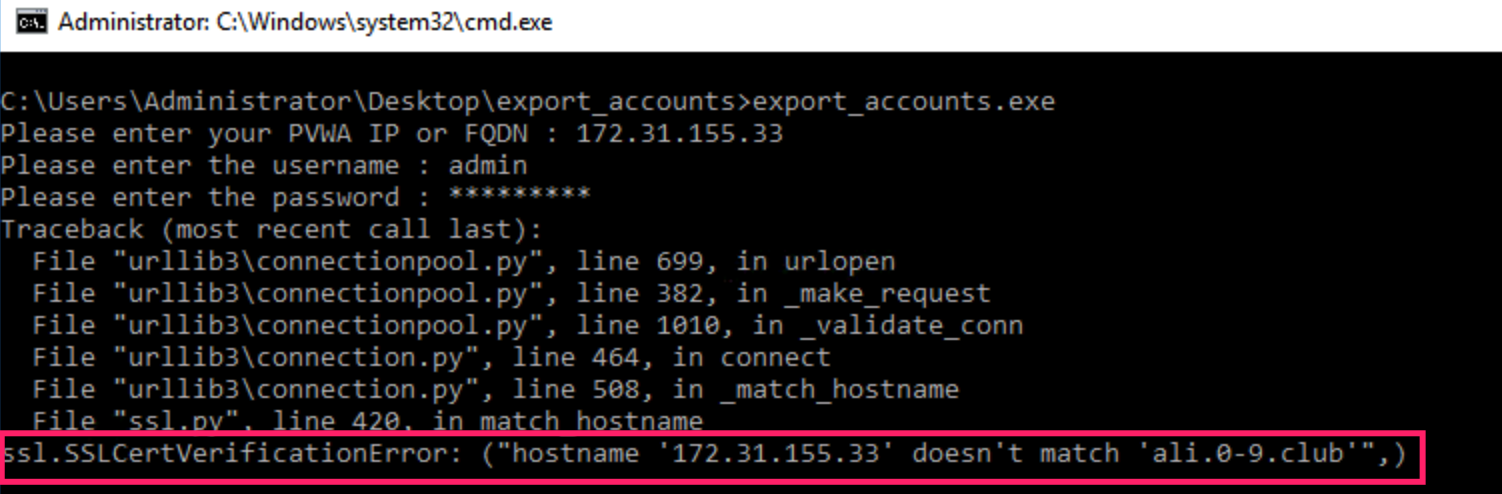 Administrator: C:\Windows\system32\cmd.exe
C:\Users\Administrator\Desktop\export_accounts>export_accounts.exe
Please enter your PVWA IP or FQDN : 172.31.155.33
Please enter the username : admin
Please enter the password : *********
Traceback (most recent call last):
  File "urllib3\connectionpool.py", line 699, in urlopen
  File "urllib3\connectionpool.py", line 382, in _make_request
  File "urllib3\connectionpool.py", line 1010, in _validate_conn
  File "urllib3\connection.py", line 464, in connect
  File "urllib3\connection.py", line 508, in _match_hostname
  File "ssl.py", line 420, in match_hostname
ssl.SSLCertVerificationError: ("hostname '172.31.155.33' doesn't match 'ali.0-9.club'",)